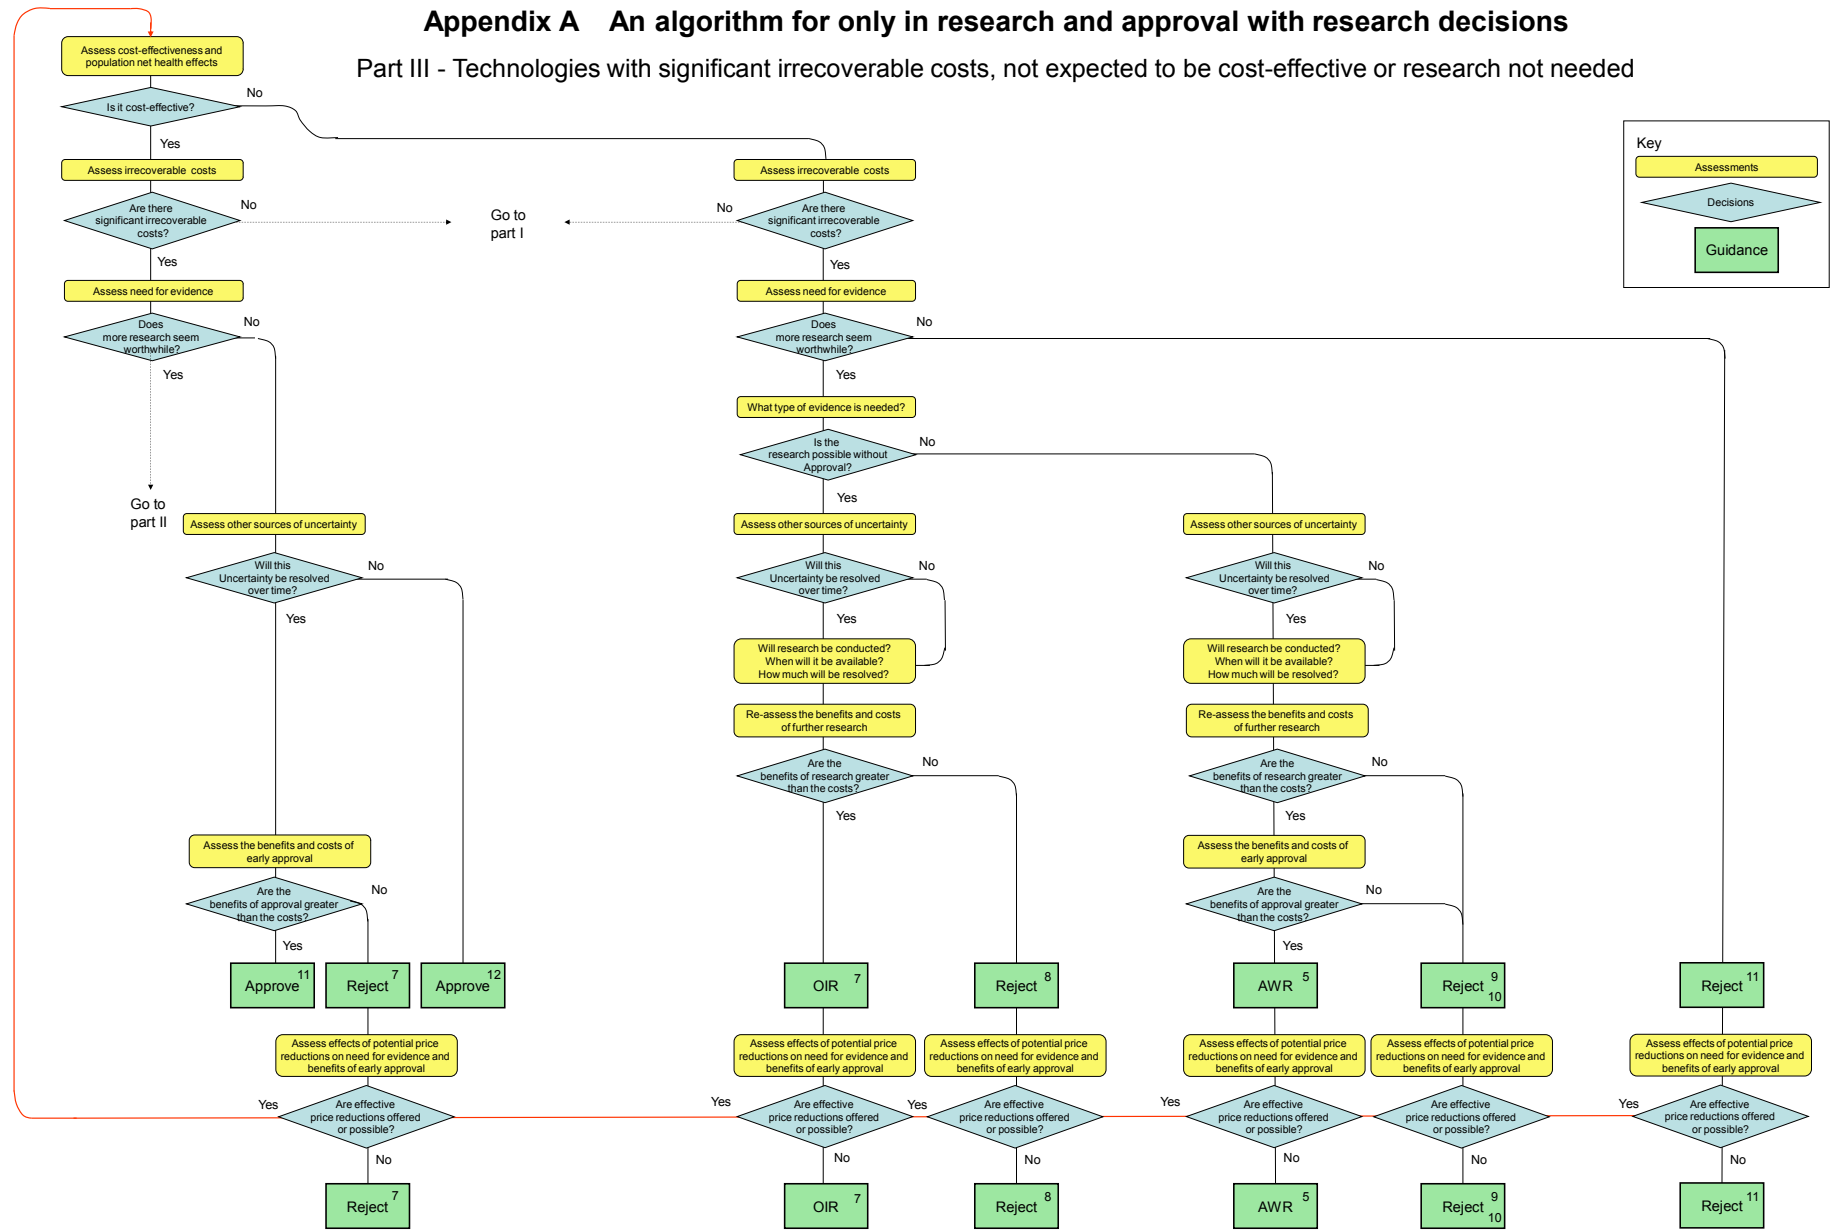 Appendix A An algorithm for only in research and approval with research decisions
Part III - Technologies with significant irrecoverable costs, not expected to be cost-effective or research not needed
Assess cost-effectiveness and
population net health effects
Is it cost-effective?
No
Yes
Assess irrecoverable costs
Are there
significant irrecoverable
costs?
No
Yes
Go to
part I
Assess need for evidence
Does
more research seem
worthwhile?
No
Yes
Go to
part II
Assess other sources of uncertainty
Will this
Uncertainty be resolved
over time?
No
Yes
Assess the benefits and costs of
early approval
Are the
benefits of approval greater
than the costs?
No
Yes
Approve 11
Reject 7
Approve 12
Assess effects of potential price
reductions on need for evidence and
benefits of early approval
Are effective
price reductions offered
or possible?
Yes
No
Reject 7
Assess irrecoverable costs
Are there
significant irrecoverable
costs?
No
Yes
Assess need for evidence
Does
more research seem
worthwhile?
No
Yes
What type of evidence is needed?
Is the
research possible without
Approval?
No
Yes
Assess other sources of uncertainty
Will this
Uncertainty be resolved
over time?
No
Yes
Will research be conducted?
When will it be available?
How much will be resolved?
Re-assess the benefits and costs
of further research
Are the
benefits of research greater
than the costs?
No
Yes
OIR 7
Assess effects of potential price
reductions on need for evidence and
benefits of early approval
Yes
Are effective
price reductions offered
or possible?
No
OIR 7
Reject 8
Assess effects of potential price
reductions on need for evidence and
benefits of early approval
Yes
Are effective
price reductions offered
or possible?
No
Reject 8
Assess other sources of uncertainty
Will this
Uncertainty be resolved
over time?
No
Yes
Will research be conducted?
When will it be available?
How much will be resolved?
Re-assess the benefits and costs
of further research
Are the
benefits of research greater
than the costs?
No
Yes
Assess the benefits and costs of
early approval
Are the
benefits of approval greater
than the costs?
No
Yes
AWR 5
Assess effects of potential price
reductions on need for evidence and
benefits of early approval
Yes
Are effective
price reductions offered
or possible?
No
AWR 5
Reject 9
10
Assess effects of potential price
reductions on need for evidence and
benefits of early approval
Are effective
price reductions offered
or possible?
No
Reject 9
10
Reject 11
Assess effects of potential price
reductions on need for evidence and
benefits of early approval
Yes
Are effective
price reductions offered
or possible?
No
Reject 11
Key
Assessments
Decisions
Guidance